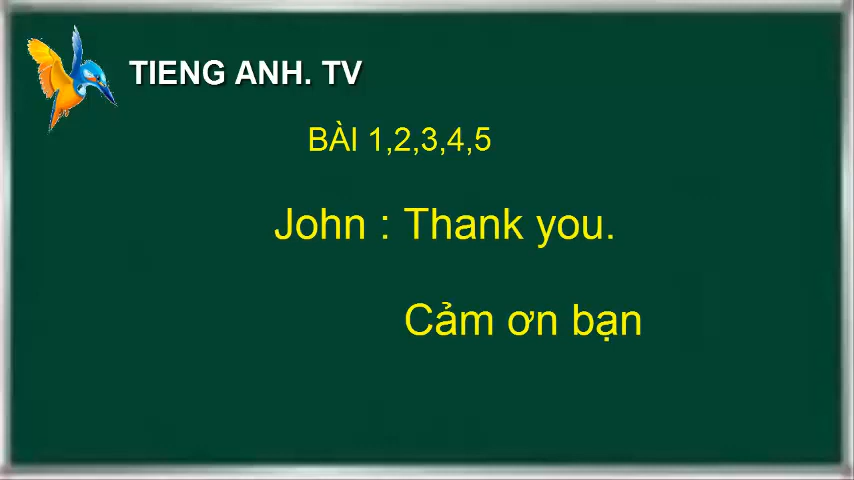 TIENG ANH. TV
BÀI 1,2,3,4,5
John : Thank you.
Cảm ơn bạn